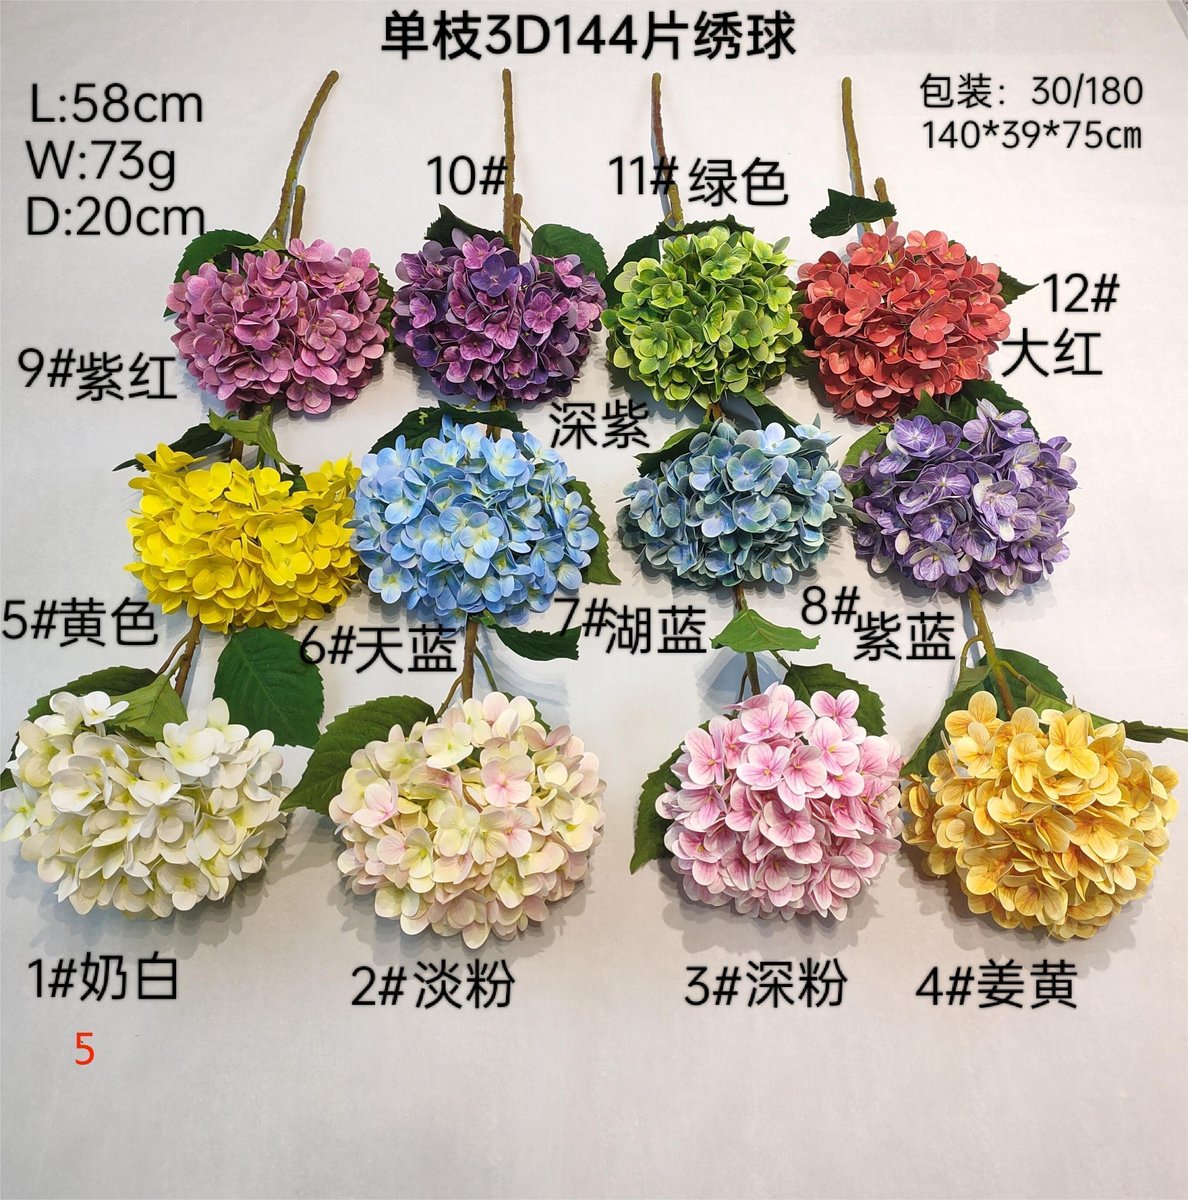 单枝3D144片绣球
L:58cm
W:73g
D:20cm
包装：30/180
140*39*75㎝
10#
深紫
11#绿色
12#
大红
9#紫红
5#黄色
6#天蓝
7#湖蓝
8#紫蓝
1#奶白
2#淡粉
3#深粉
4#姜黄
5